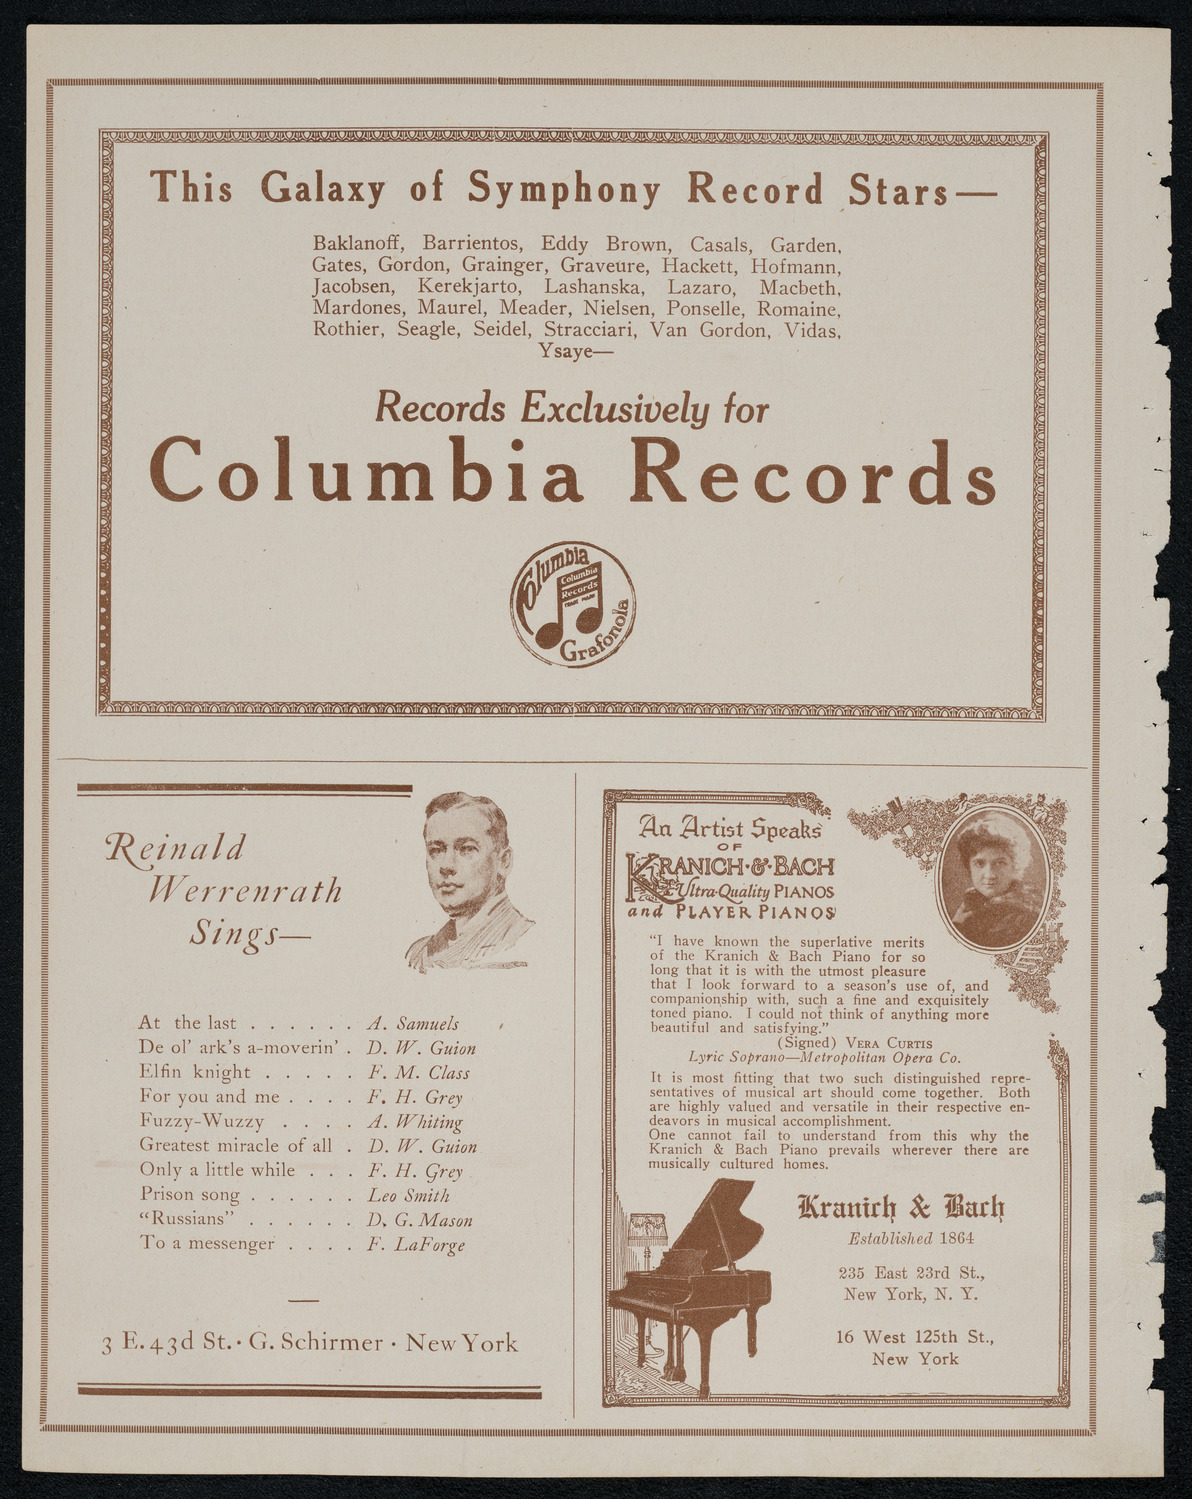 This Galaxy of Symphony Record Stars—
Baklanoff, Barrientos, Eddy Brown, Casals, Garden,
Gates, Gordon, Grainger, Graveure, Hackett, Hofmann,
Jacobsen, Kerekjarto, Lashanska, Lazaro, Macbeth,
Mardones, Maurel, Meader, Nielsen, Ponselle, Romaine,
Rothier, Seagle, Seidel, Stracciari, Van Gordon, Vidas,
Ysaye—
Records Exclusively for
Columbia Records
Columbia
Columbia
Records
TRADE MARK
Grafonola
Reinald
Werrenrath
Sings—
At the last . . . . . . A. Samuels
De ol' ark's a-moverin' . D. W. Guion
Elfin knight . . . . . F. M. Class
For you and me . . . . F. H. Grey
Fuzzy-Wuzzy . . . . A. Whiting
Greatest miracle of all . D. W. Guion
Only a little while . . . F. H. Grey
Prison song . . . . . . Leo Smith
“Russians” . . . . . . D. G. Mason
To a messenger . . . . F. LaForge
3 E. 43d St. · G. Schirmer · New York
An Artist Speaks
OF
KRANICH·&·BACH
Ultra-Quality PIANOS
and PLAYER PIANOS
“I have known the superlative merits
of the Kranich & Bach Piano for so
long that it is with the utmost pleasure
that I look forward to a season's use of, and
companionship with, such a fine and exquisitely
toned piano. I could not think of anything more
beautiful and satisfying.”
(Signed) VERA CURTIS
Lyric Soprano—Metropolitan Opera Co.
It is most fitting that two such distinguished repre-
sentatives of musical art should come together. Both
are highly valued and versatile in their respective en-
deavors in musical accomplishment.
One cannot fail to understand from this why the
Kranich & Bach Piano prevails wherever there are
musically cultured homes.
Kranich & Bach
Established 1864
235 East 23rd St.,
New York, N. Y.
16 West 125th St.,
New York